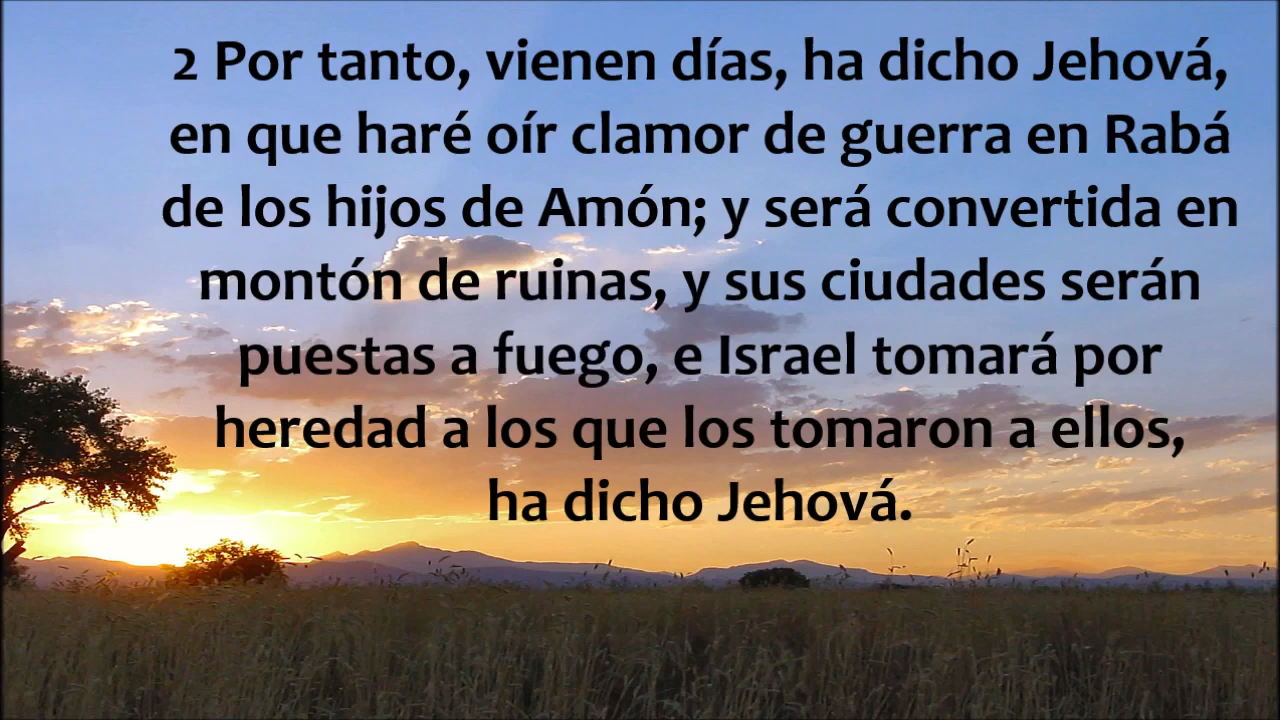 2 Por tanto, vienen días, ha dicho Jehová,
en que haré oír clamor de guerra en Rabá
de los hijos de Amón; y será convertida en
montón de ruinas, y sus ciudades serán
puestas a fuego, e Israel tomará por
heredad a los que los tomaron a ellos,
ha dicho Jehová.